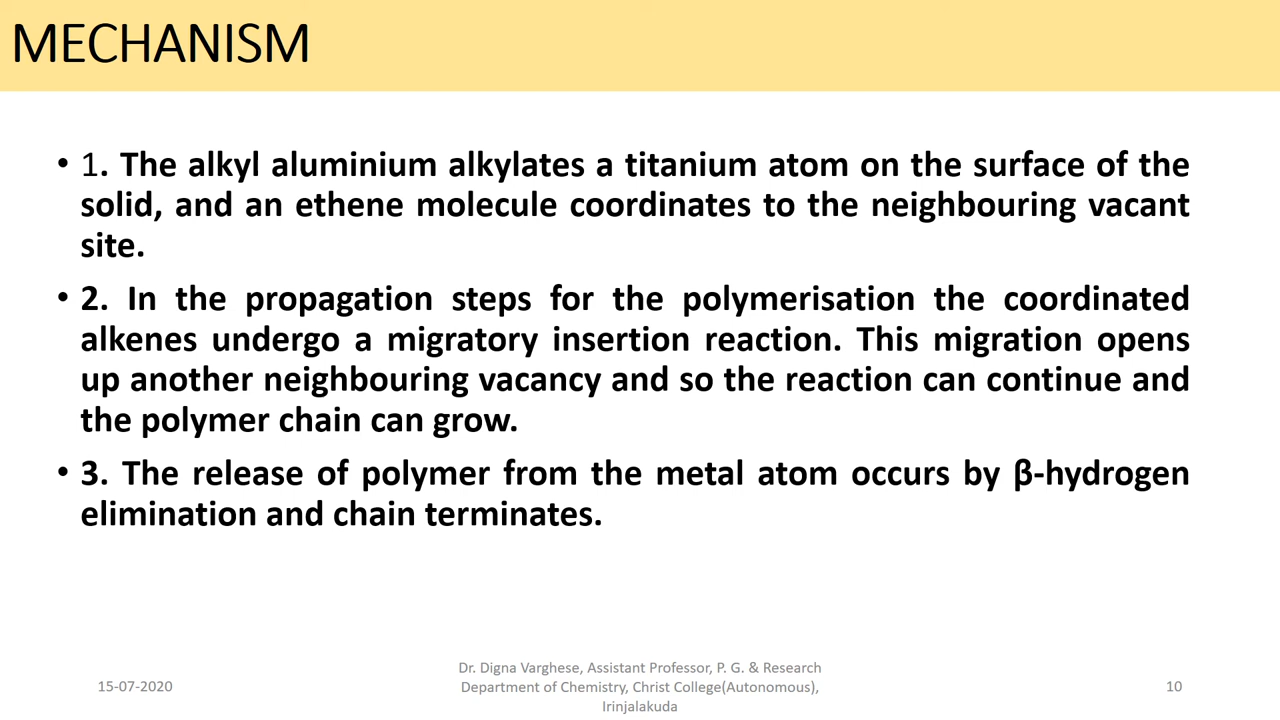 MECHANISM
• 1. The alkyl aluminium alkylates a titanium atom on the surface of the
solid, and an ethene molecule coordinates to the neighbouring vacant
site.
• 2. In the propagation steps for the polymerisation the coordinated
alkenes undergo a migratory insertion reaction. This migration opens
up another neighbouring vacancy and so the reaction can continue and
the polymer chain can grow.
• 3. The release of polymer from the metal atom occurs by β-hydrogen
elimination and chain terminates.
15-07-2020
Dr. Digna Varghese, Assistant Professor, P. G. & Research
Department of Chemistry, Christ College(Autonomous),
Irinjalakuda
10